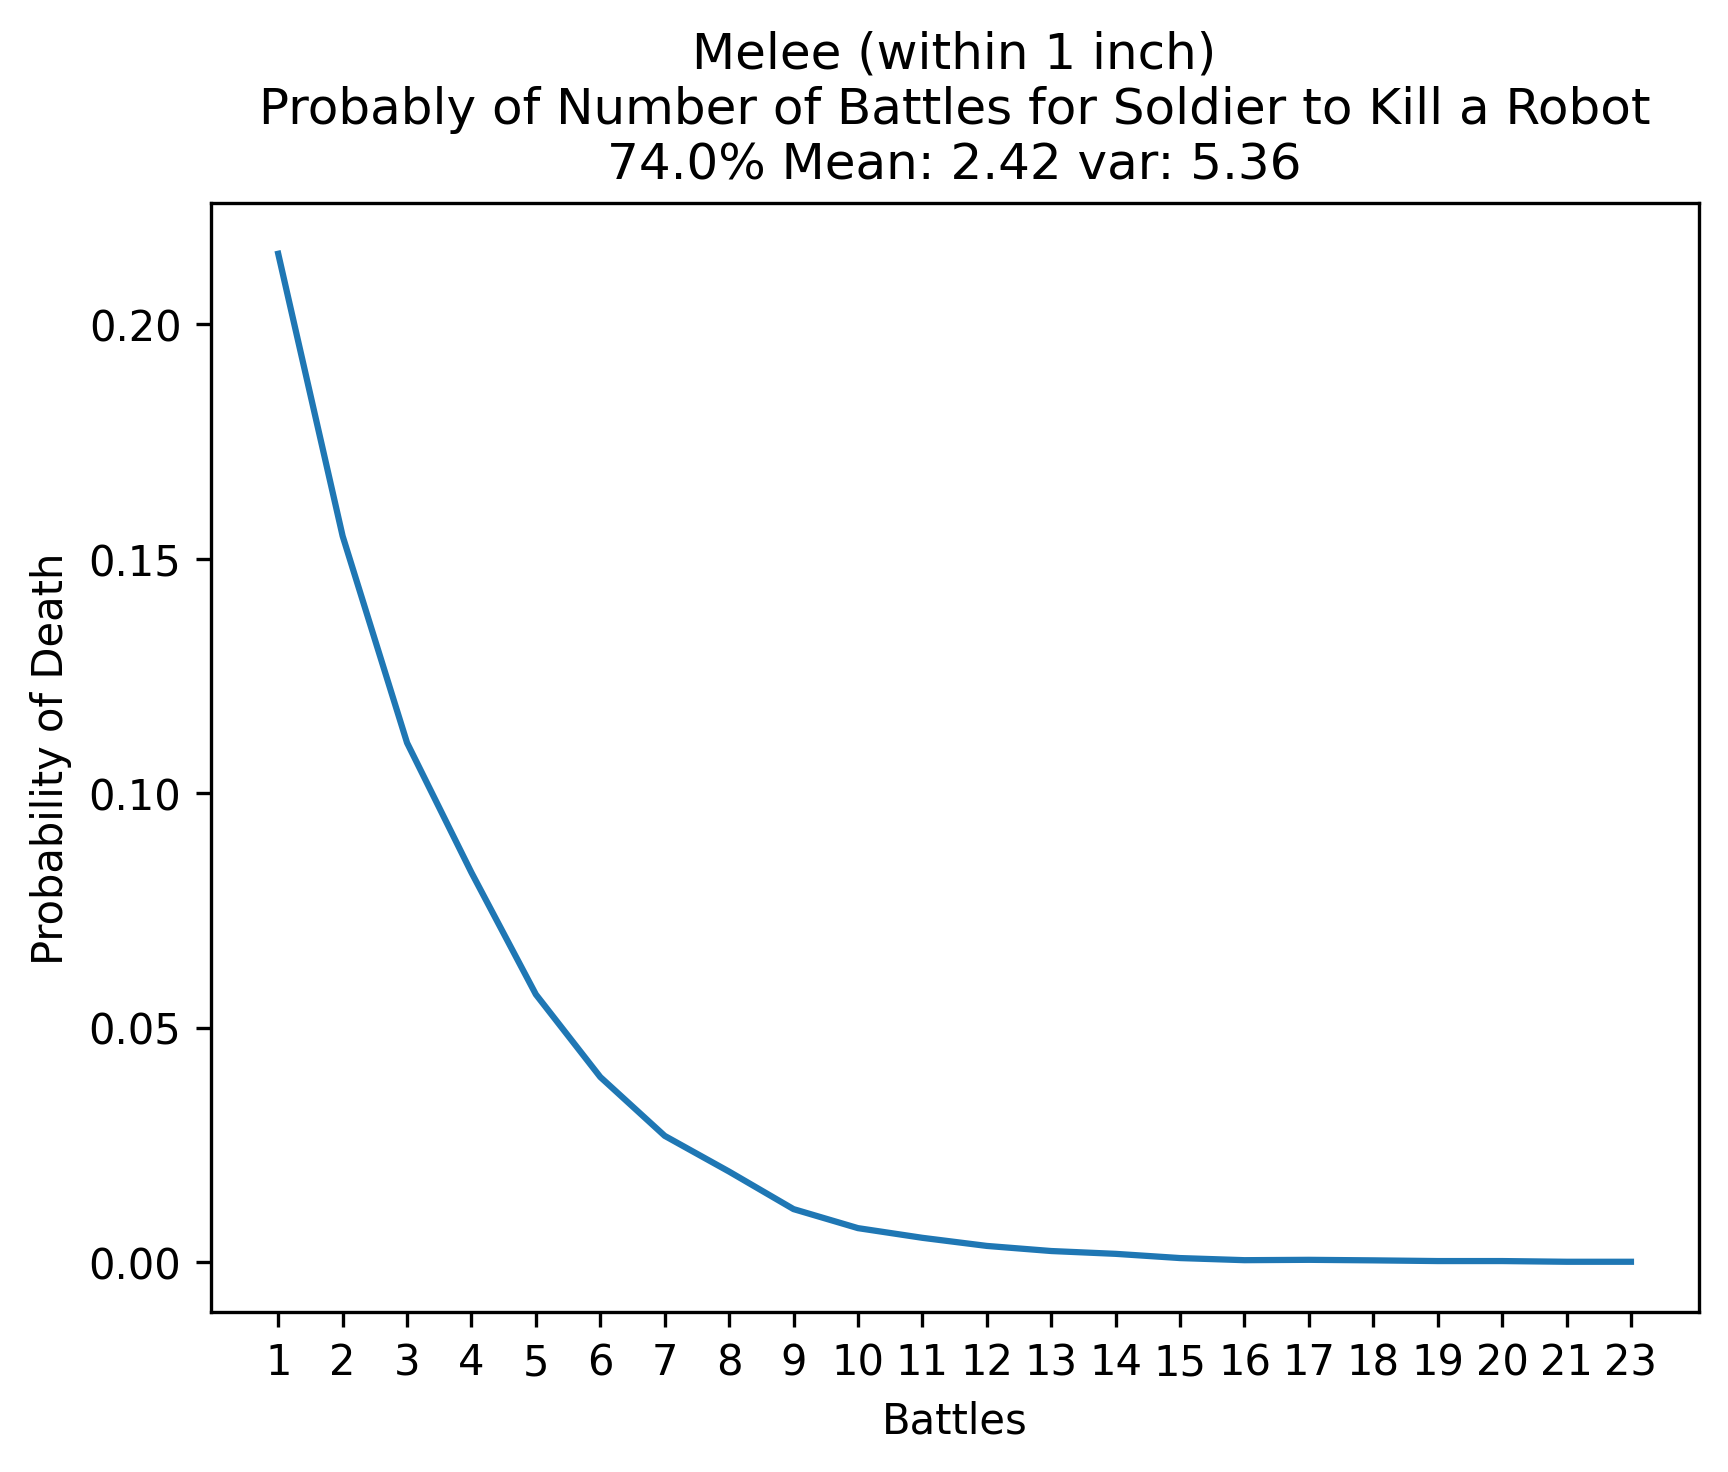 Melee (within 1 inch)
Probably of Number of Battles for Soldier to Kill a Robot
74.0% Mean: 2.42 var: 5.36
Probability of Death
0.20
0.15
0.10
0.05
0.00
1 2 3 4 5 6 7 8 9 10 11 12 13 14 15 16 17 18 19 20 21 23
Battles